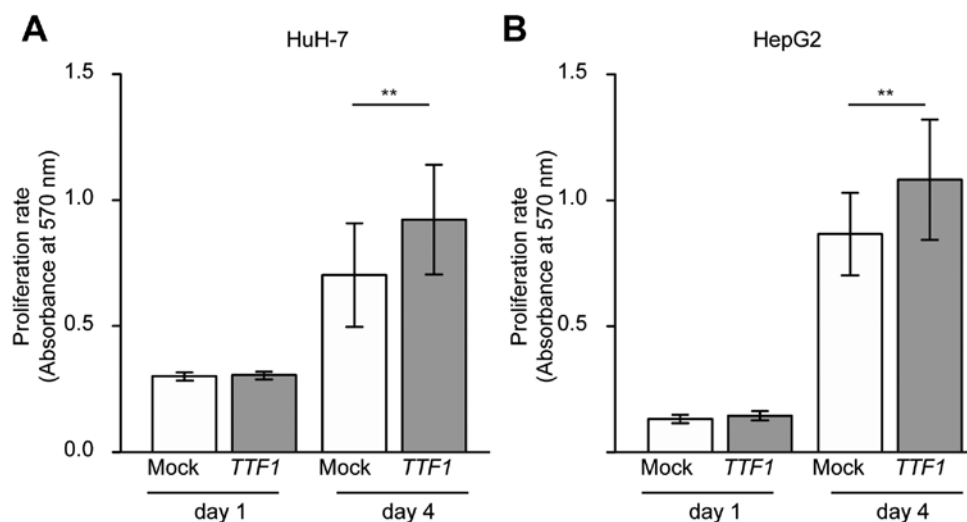 A
HuH-7
Proliferation rate
(Absorbance at 570 nm)
1.5
1.0
0.5
0.0
**
Mock TTF1 Mock TTF1
day 1 day 4
B
HepG2
Proliferation rate
(Absorbance at 570 nm)
1.5
1.0
0.5
**
Mock TTF1 Mock TTF1
day 1 day 4